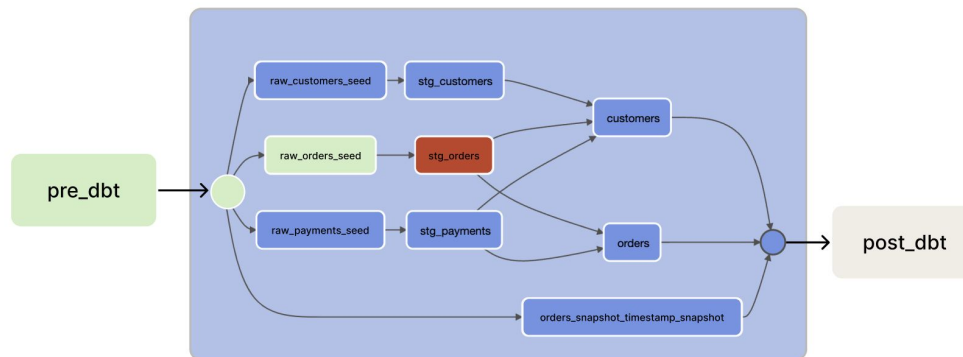 pre_dbt
raw_customers_seed
stg_customers
customers
raw_orders_seed
stg_orders
raw_payments_seed
stg_payments
orders
orders_snapshot_timestamp_snapshot
post_dbt